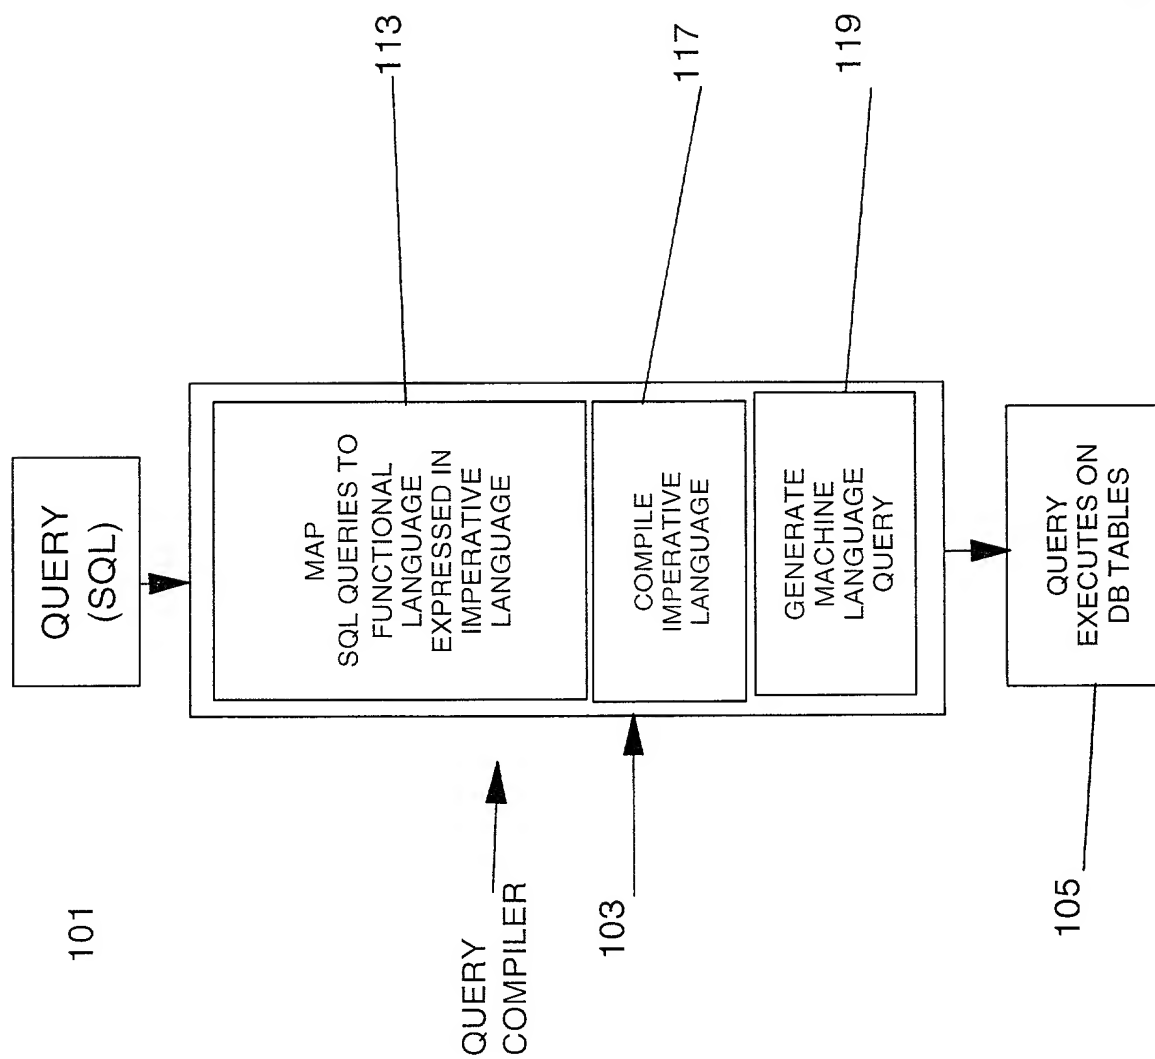 101
QUERY
(SQL)
113
MAP
SQL QUERIES TO
FUNCTIONAL
LANGUAGE
EXPRESSED IN
IMPERATIVE
LANGUAGE
QUERY
COMPILER
117
COMPILE
IMPERATIVE
LANGUAGE
103
119
GENERATE
MACHINE
LANGUAGE
QUERY
105
QUERY
EXECUTES ON
DB TABLES